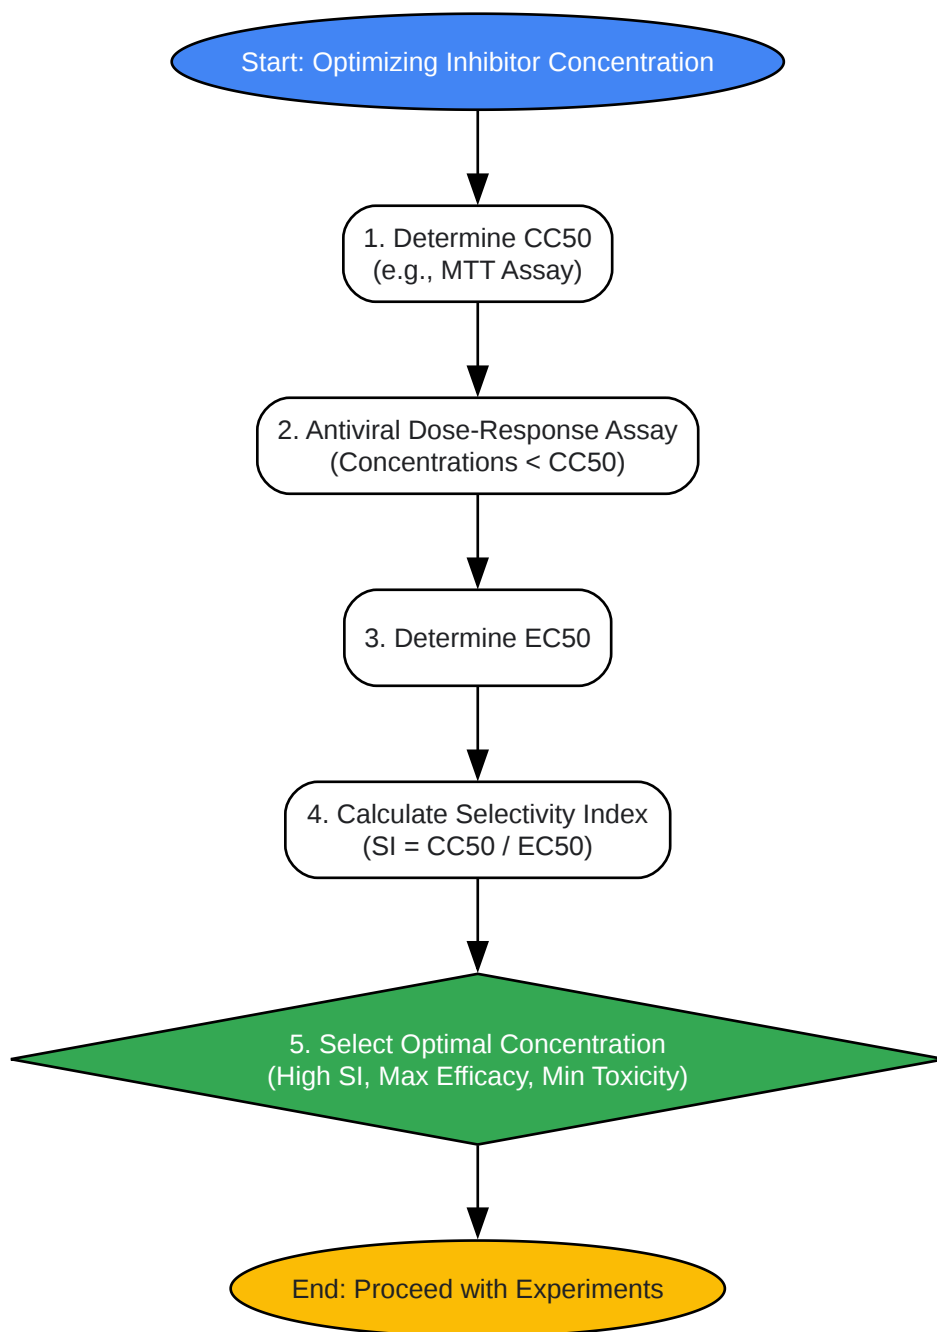 Start: Optimizing Inhibitor Concentration
1. Determine CC50
(e.g., MTT Assay)
2. Antiviral Dose-Response Assay
(Concentrations < CC50)
3. Determine EC50
4. Calculate Selectivity Index
(SI = CC50 / EC50)
5. Select Optimal Concentration
(High SI, Max Efficacy, Min Toxicity)
End: Proceed with Experiments